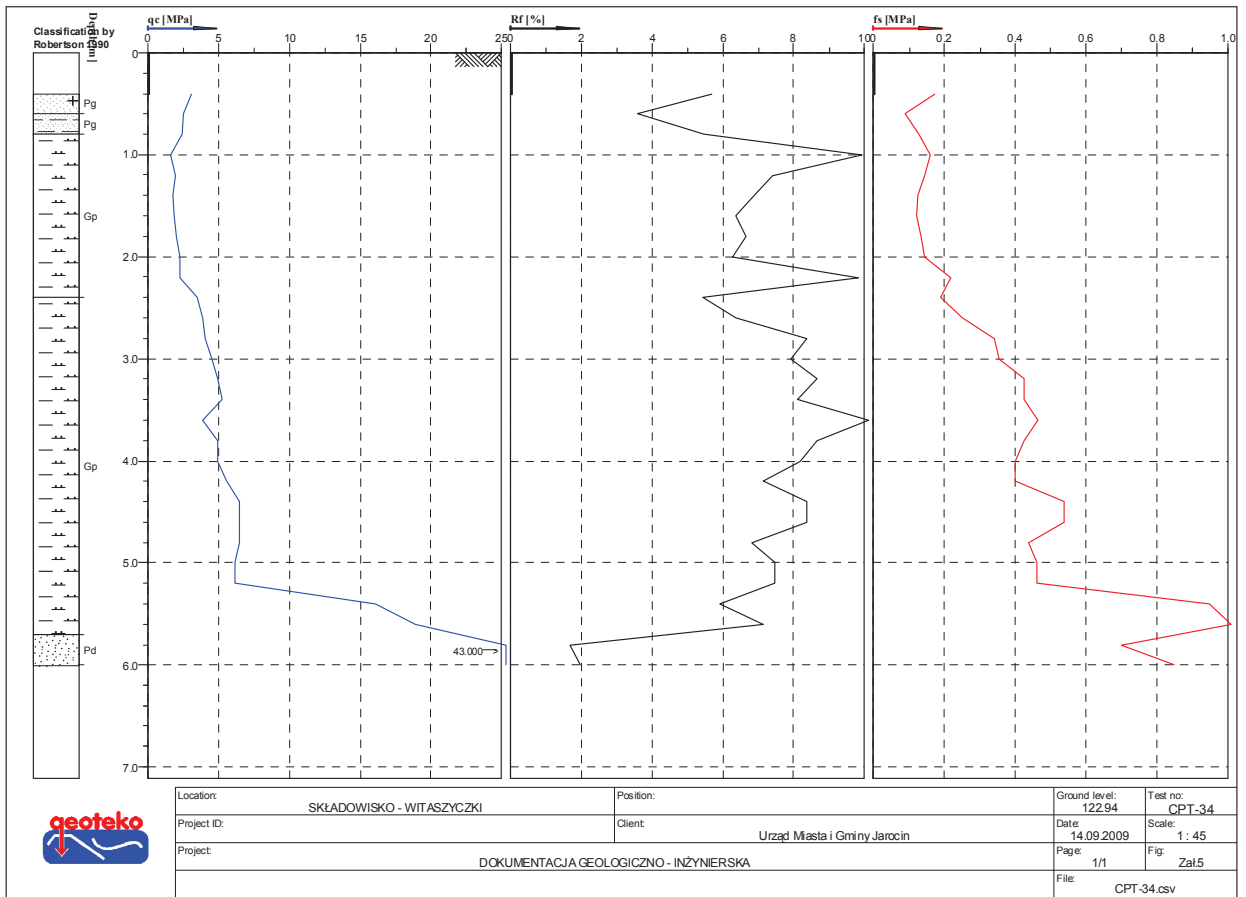 Classification by
Robertson 1990
Depth [m]
qc [MPa]
Rf [%]
fs [MPa]
0 5 10 15 20 25
0 2 4 6 8 10
0 0.2 0.4 0.6 0.8 1.0
0
1.0
2.0
3.0
4.0
5.0
6.0
7.0
Pg
Pg
Gp
Gp
Pd
43.000
geoteko
Location:
SKŁADOWISKO - WITASZYCZKI
Position:
Ground level:
122.94
Test no:
CPT-34
Project ID:
Client:
Urząd Miasta i Gminy Jarocin
Date:
14.09.2009
Scale:
1 : 45
Project:
DOKUMENTACJA GEOLOGICZNO - INŻYNIERSKA
Page:
1/1
Fig:
Zał.5
File:
CPT-34.csv